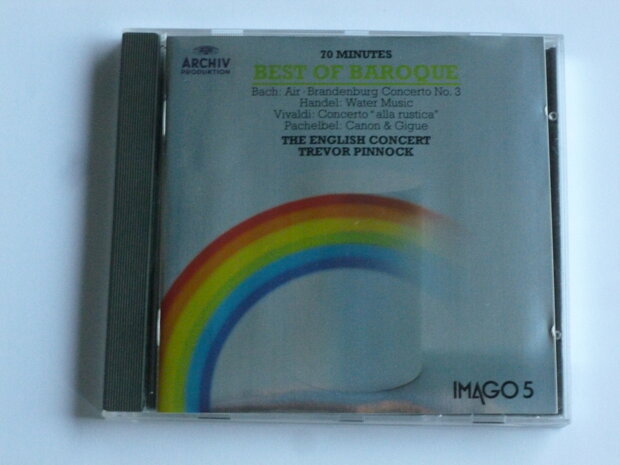 ARCHIV
PRODUKTION
70 MINUTES
BEST OF BAROQUE
Bach: Air · Brandenburg Concerto No. 3
Handel: Water Music
Vivaldi: Concerto "alla rustica"
Pachelbel: Canon & Gigue
THE ENGLISH CONCERT
TREVOR PINNOCK
IMAGO 5